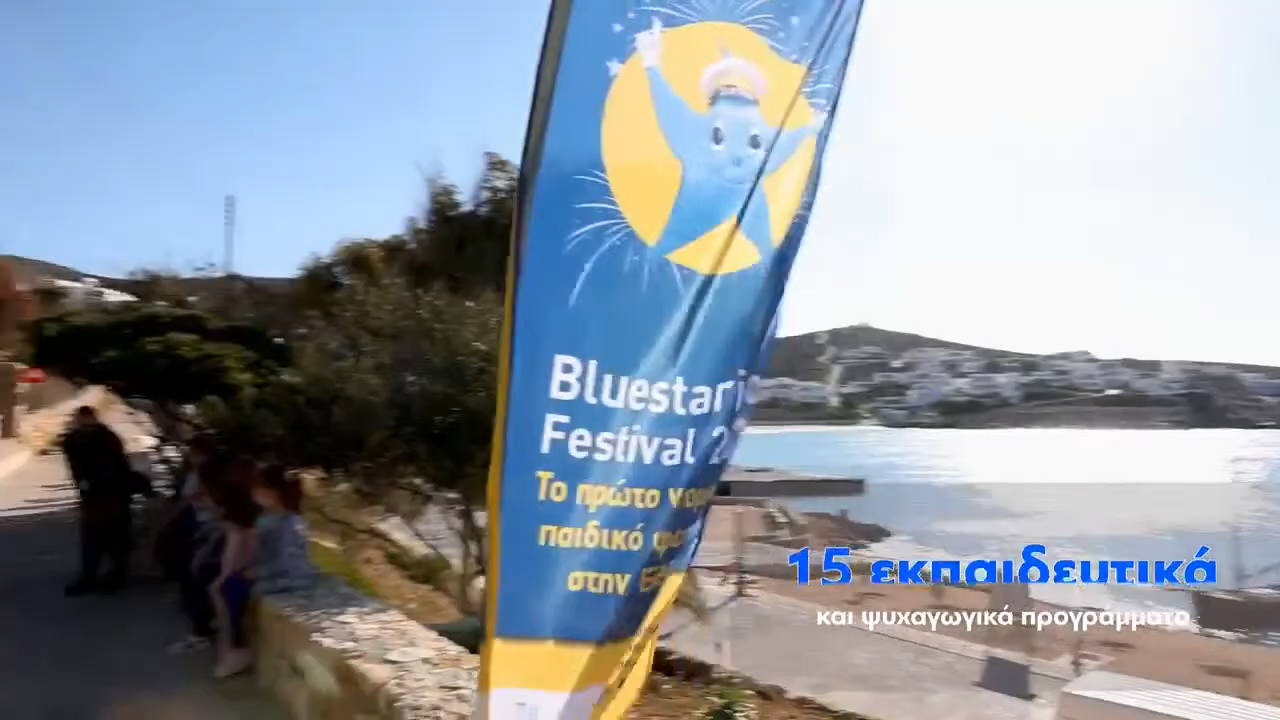 Bluestar
Festival
Το πρώτο
παιδικό
στην
15 εκπαιδευτικά
και ψυχαγωγικά προγράμματα